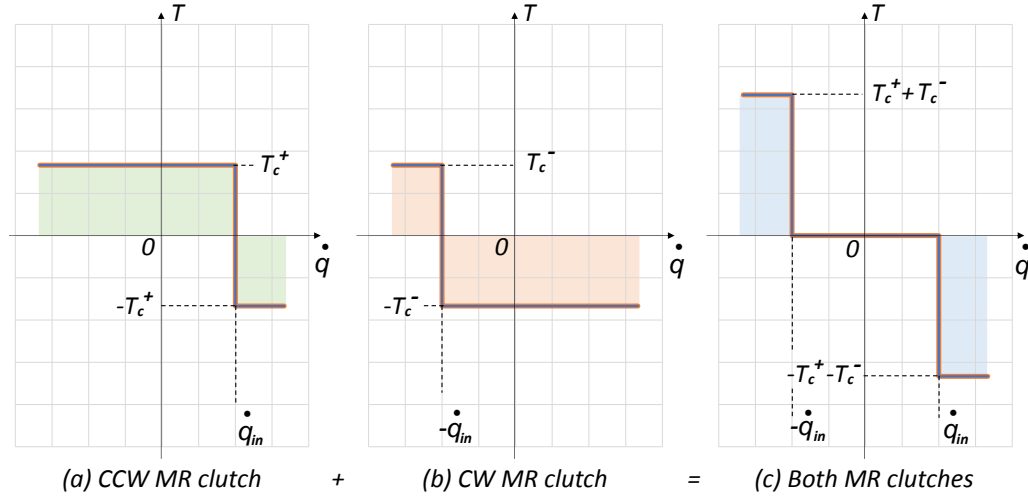 T
T
T
T_c^+ + T_c^-
T_c^+
T_c^-
0
0
0
q̇
q̇
q̇
-T_c^+
-T_c^-
-T_c^+ -T_c^-
q̇_in
-q̇_in
-q̇_in
q̇_in
(a) CCW MR clutch + (b) CW MR clutch = (c) Both MR clutches